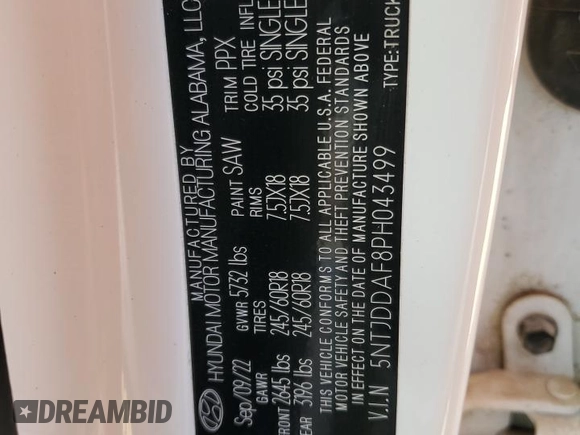 MANUFACTURED BY
HYUNDAI MOTOR MANUFACTURING ALABAMA, LLC
Sep/09/22 GVWR 5732 lbs PAINT SAW TRIM PPX
GAWR TIRES RIMS COLD TIRE INFL
FRONT 2645 lbs 245/60R18 7.5JX18 35 psi SINGLE
REAR 3196 lbs 245/60R18 7.5JX18 35 psi SINGLE
THIS VEHICLE CONFORMS TO ALL APPLICABLE U.S.A. FEDERAL
MOTOR VEHICLE SAFETY AND THEFT PREVENTION STANDARDS
IN EFFECT ON THE DATE OF MANUFACTURE SHOWN ABOVE
V.I.N 5NTJDDAF8PH043499 TYPE:TRUCK
DREAMBID
dreambid.com